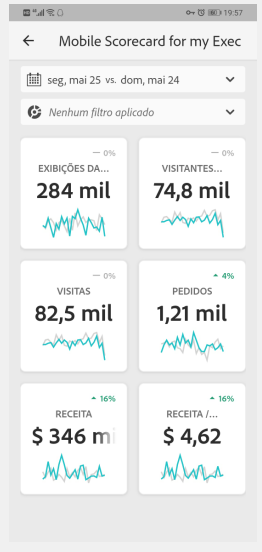 19:57
Mobile Scorecard for my Exec
seg, mai 25 vs. dom, mai 24
Nenhum filtro aplicado
— 0%
EXIBIÇÕES DA...
284 mil
— 0%
VISITANTES...
74,8 mil
— 0%
VISITAS
82,5 mil
▲ 4%
PEDIDOS
1,21 mil
▲ 16%
RECEITA
$ 346 mi
▲ 16%
RECEITA /...
$ 4,62